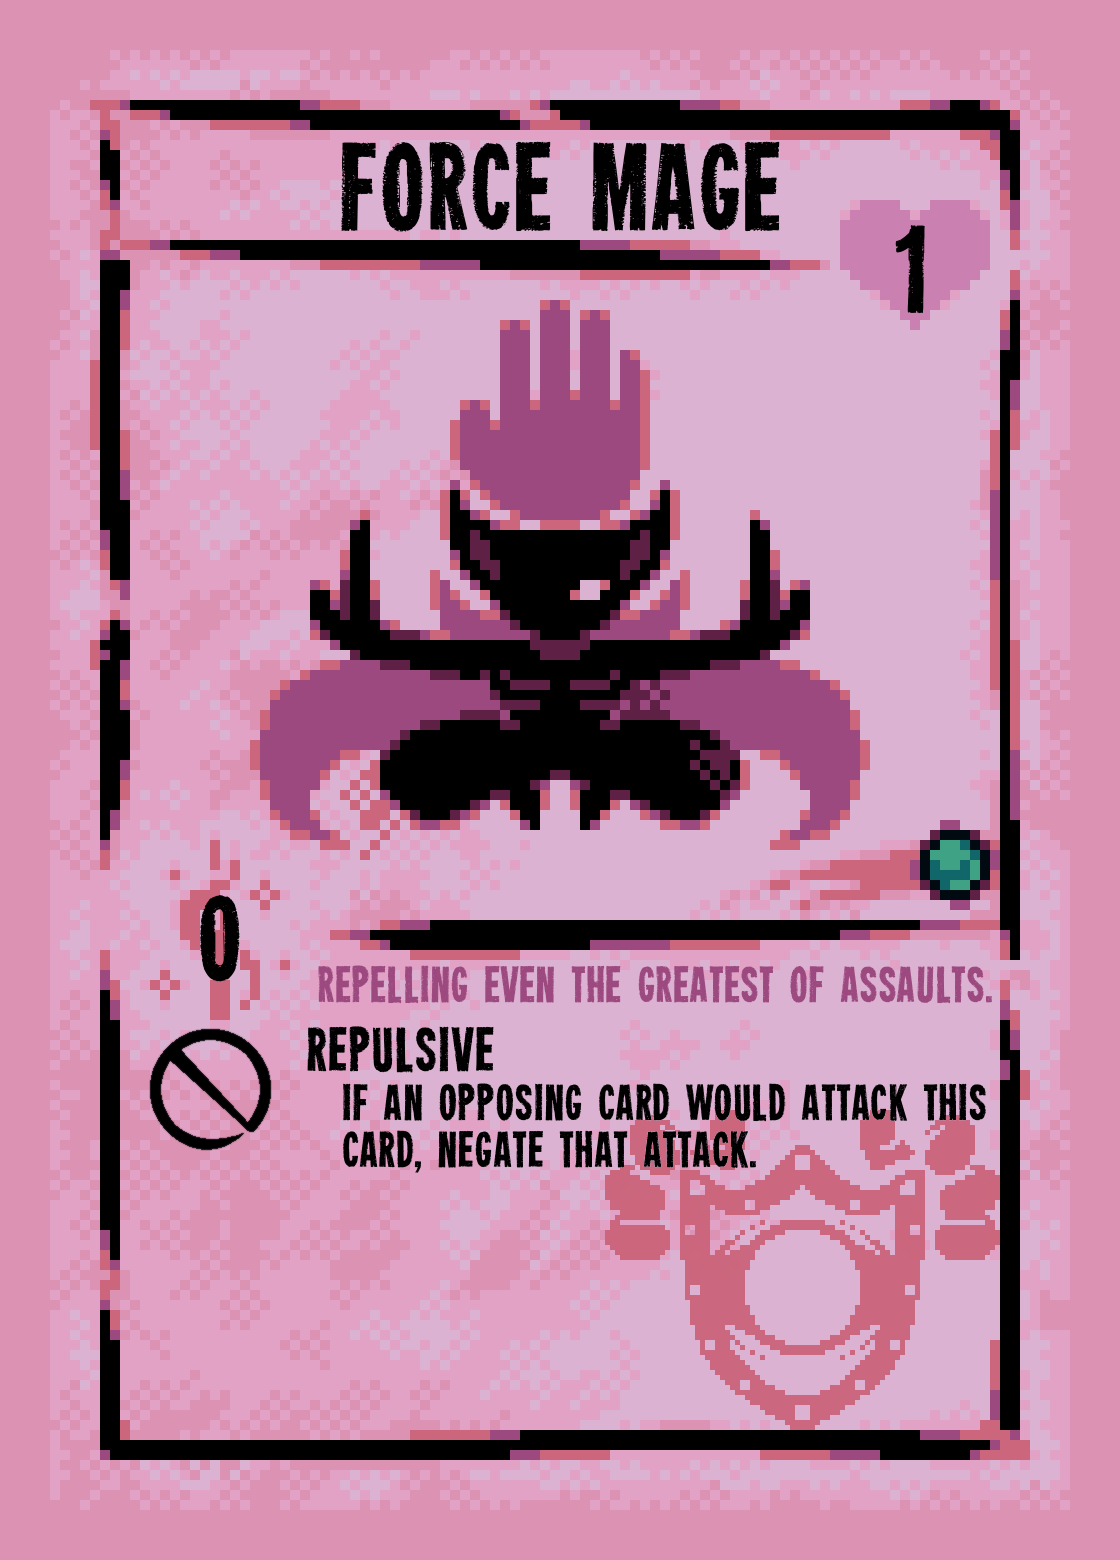 FORCE MAGE
1
0
REPELLING EVEN THE GREATEST OF ASSAULTS.
REPULSIVE
IF AN OPPOSING CARD WOULD ATTACK THIS
CARD, NEGATE THAT ATTACK.